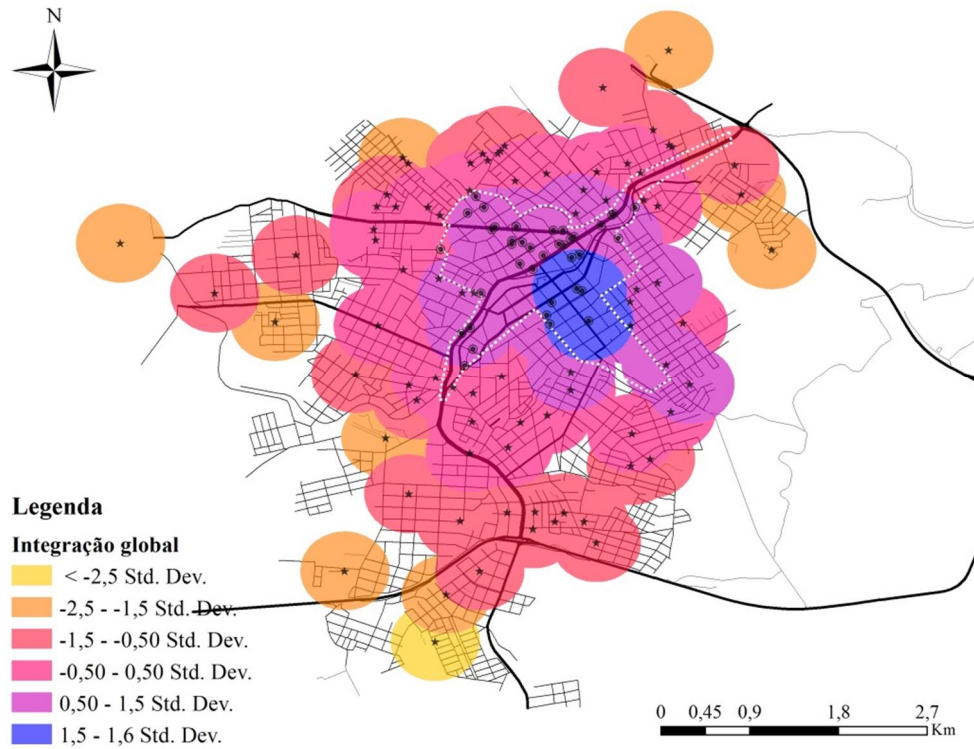 N
Legenda
Integração global
< -2,5 Std. Dev.
-2,5 - -1,5 Std. Dev.
-1,5 - -0,50 Std. Dev.
-0,50 - 0,50 Std. Dev.
0,50 - 1,5 Std. Dev.
1,5 - 1,6 Std. Dev.
0 0,45 0,9 1,8 2,7
Km